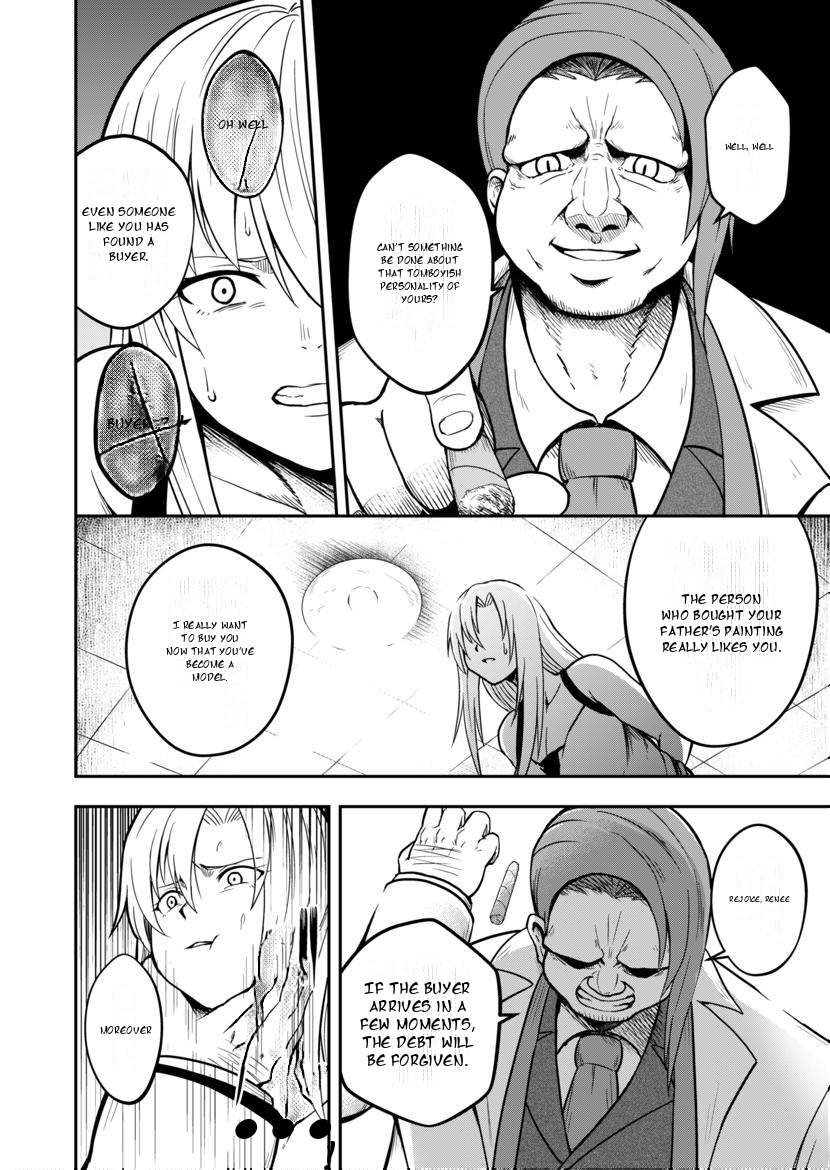 WELL, WELL
CAN'T SOMETHING
BE DONE ABOUT
THAT TOMBOYISH
PERSONALITY OF
YOURS?
OH WELL
EVEN SOMEONE
LIKE YOU HAS
FOUND A
BUYER.
BUYER..?
THE PERSON
WHO BOUGHT YOUR
FATHER'S PAINTING
REALLY LIKES YOU.
I REALLY WANT
TO BUY YOU
NOW THAT YOU'VE
BECOME A
MODEL.
REJOICE, RENEE
IF THE BUYER
ARRIVES IN A
FEW MOMENTS,
THE DEBT WILL
BE FORGIVEN.
MOREOVER
...!